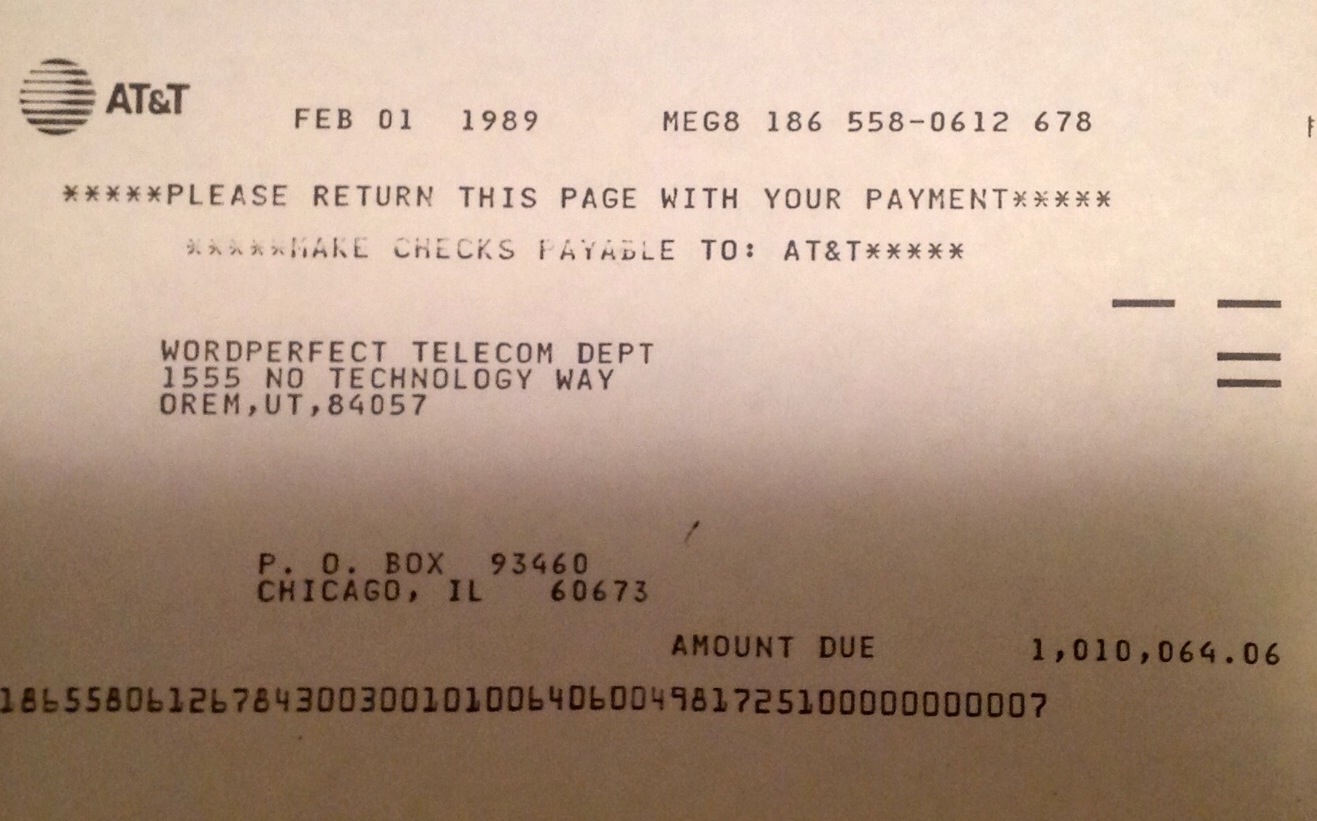 AT&T
FEB 01 1989 MEG8 186 558-0612 678
*****PLEASE RETURN THIS PAGE WITH YOUR PAYMENT*****
*****MAKE CHECKS PAYABLE TO: AT&T*****
WORDPERFECT TELECOM DEPT
1555 NO TECHNOLOGY WAY
OREM,UT,84057
P. O. BOX 93460
CHICAGO, IL 60673
AMOUNT DUE 1,010,064.06
18655806126784300300101006406004981725100000000007